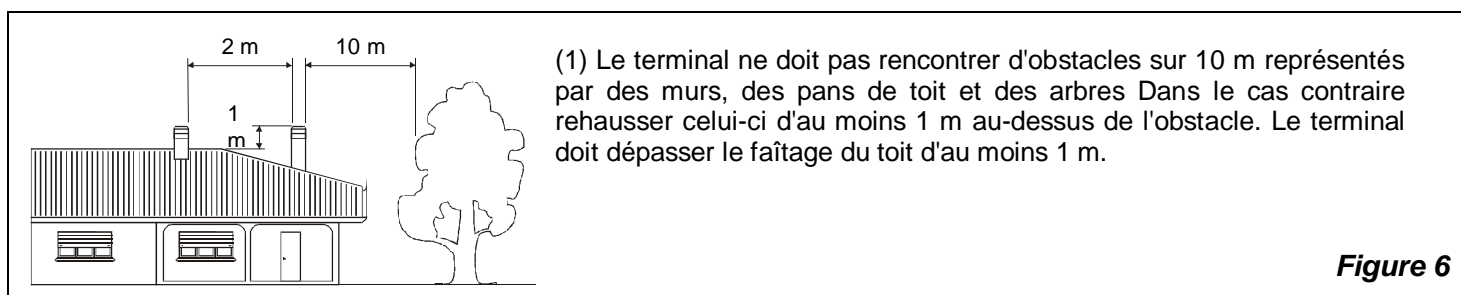 2 m
10 m
1
m
(1) Le terminal ne doit pas rencontrer d'obstacles sur 10 m représentés
par des murs, des pans de toit et des arbres Dans le cas contraire
rehausser celui-ci d'au moins 1 m au-dessus de l'obstacle. Le terminal
doit dépasser le faîtage du toit d'au moins 1 m.
Figure 6